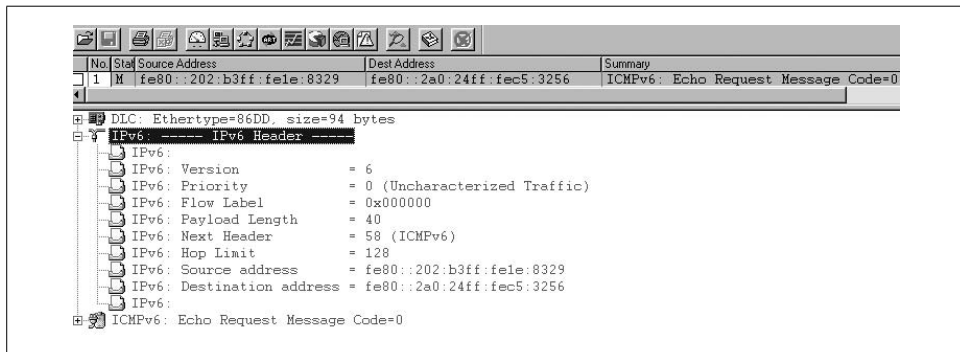 No. Stat Source Address Dest Address Summary
1 M fe80::202:b3ff:fe1e:8329 fe80::2a0:24ff:fec5:3256 ICMPv6: Echo Request Message Code=0
DLC: Ethertype=86DD, size=94 bytes
IPv6: ----- IPv6 Header -----
IPv6:
IPv6: Version = 6
IPv6: Priority = 0 (Uncharacterized Traffic)
IPv6: Flow Label = 0x000000
IPv6: Payload Length = 40
IPv6: Next Header = 58 (ICMPv6)
IPv6: Hop Limit = 128
IPv6: Source address = fe80::202:b3ff:fe1e:8329
IPv6: Destination address = fe80::2a0:24ff:fec5:3256
IPv6:
ICMPv6: Echo Request Message Code=0